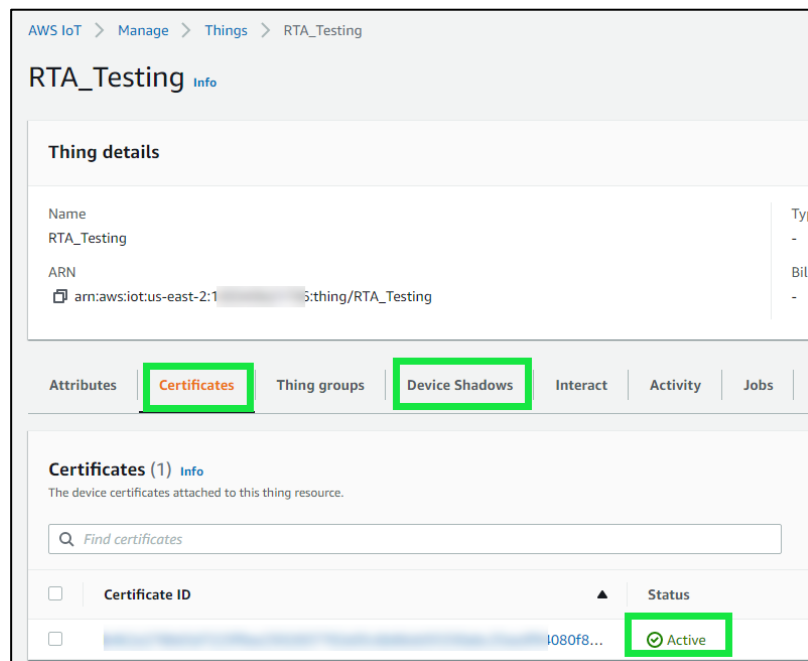 AWS IoT > Manage > Things > RTA_Testing
RTA_Testing Info
Thing details
Name
RTA_Testing
Ty
-
ARN
arn:aws:iot:us-east-2:1 :thing/RTA_Testing
Bil
-
Attributes Certificates Thing groups Device Shadows Interact Activity Jobs
Certificates (1) Info
The device certificates attached to this thing resource.
Find certificates
Certificate ID Status
4080f8... Active